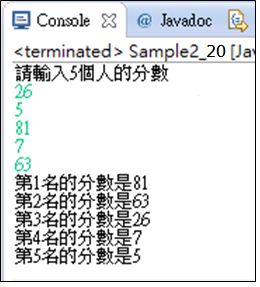 Console @ Javadoc
<terminated> Sample2_20 [Jav
請輸入5個人的分數
26
5
81
7
63
第1名的分數是81
第2名的分數是63
第3名的分數是26
第4名的分數是7
第5名的分數是5